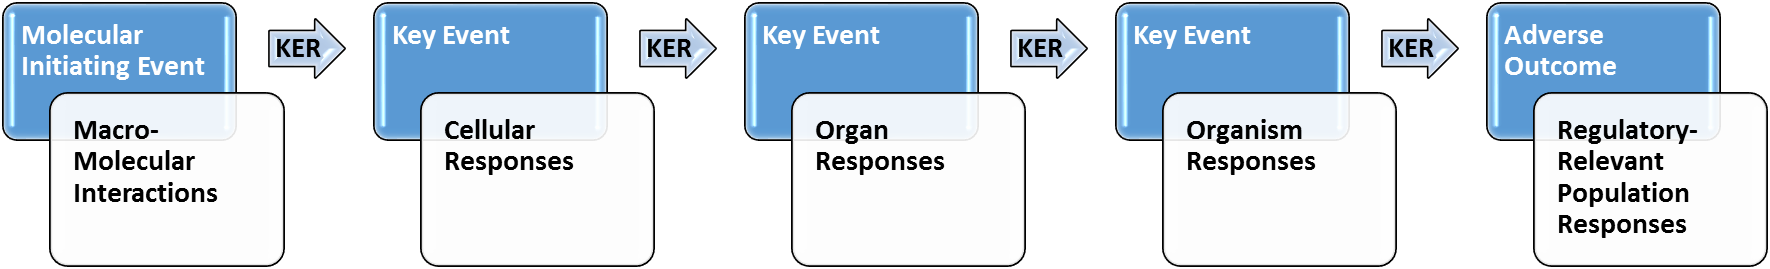 Molecular
Initiating Event
Macro-
Molecular
Interactions
KER
Key Event
Cellular
Responses
KER
Key Event
Organ
Responses
KER
Key Event
Organism
Responses
KER
Adverse
Outcome
Regulatory-
Relevant
Population
Responses